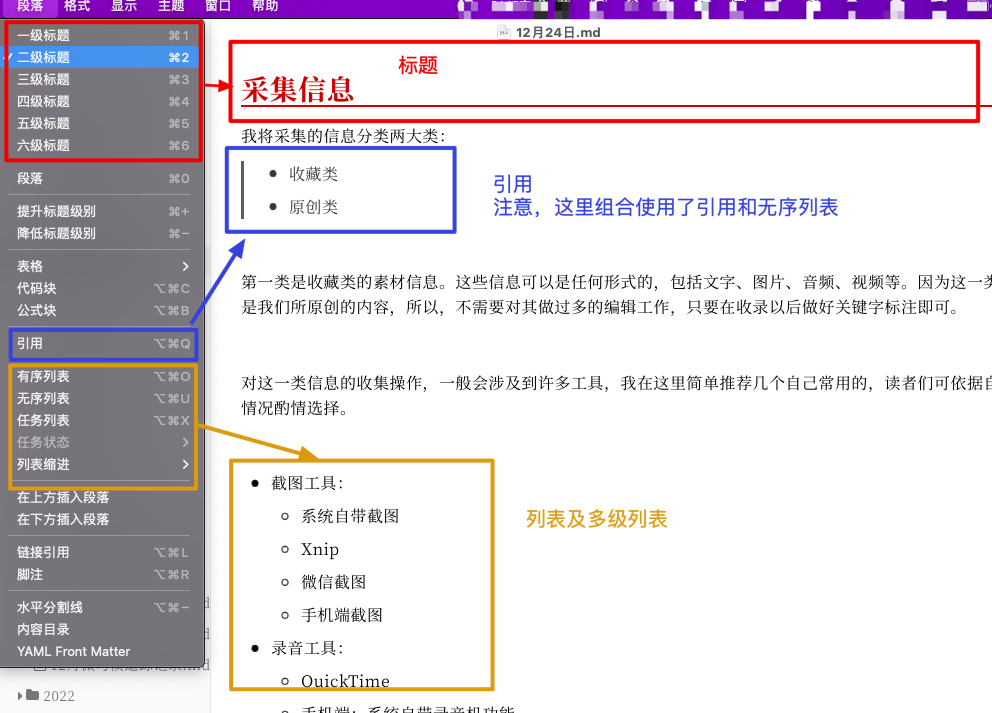 段落 格式 显示 主题 窗口 帮助
12月24日.md
一级标题 ⌘1
二级标题 ⌘2
三级标题 ⌘3
四级标题 ⌘4
五级标题 ⌘5
六级标题 ⌘6
段落 ⌘0
提升标题级别 ⌘+
降低标题级别 ⌘−
表格
代码块 ⌥⌘C
公式块 ⌥⌘B
引用 ⌥⌘Q
有序列表 ⌥⌘O
无序列表 ⌥⌘U
任务列表 ⌥⌘X
任务状态
列表缩进
在上方插入段落
在下方插入段落
链接引用 ⌥⌘L
脚注 ⌥⌘R
水平分割线 ⌥⌘−
内容目录
YAML Front Matter
2022
标题
采集信息
我将采集的信息分类两大类：
收藏类
原创类
引用
注意，这里组合使用了引用和无序列表
第一类是收藏类的素材信息。这些信息可以是任何形式的，包括文字、图片、音频、视频等。因为这一类
是我们所原创的内容，所以，不需要对其做过多的编辑工作，只要在收录以后做好关键字标注即可。
对这一类信息的收集操作，一般会涉及到许多工具，我在这里简单推荐几个自己常用的，读者们可依据自
情况酌情选择。
截图工具：
系统自带截图
Xnip
微信截图
手机端截图
录音工具：
QuickTime
手机端：系统自带录音机功能
列表及多级列表